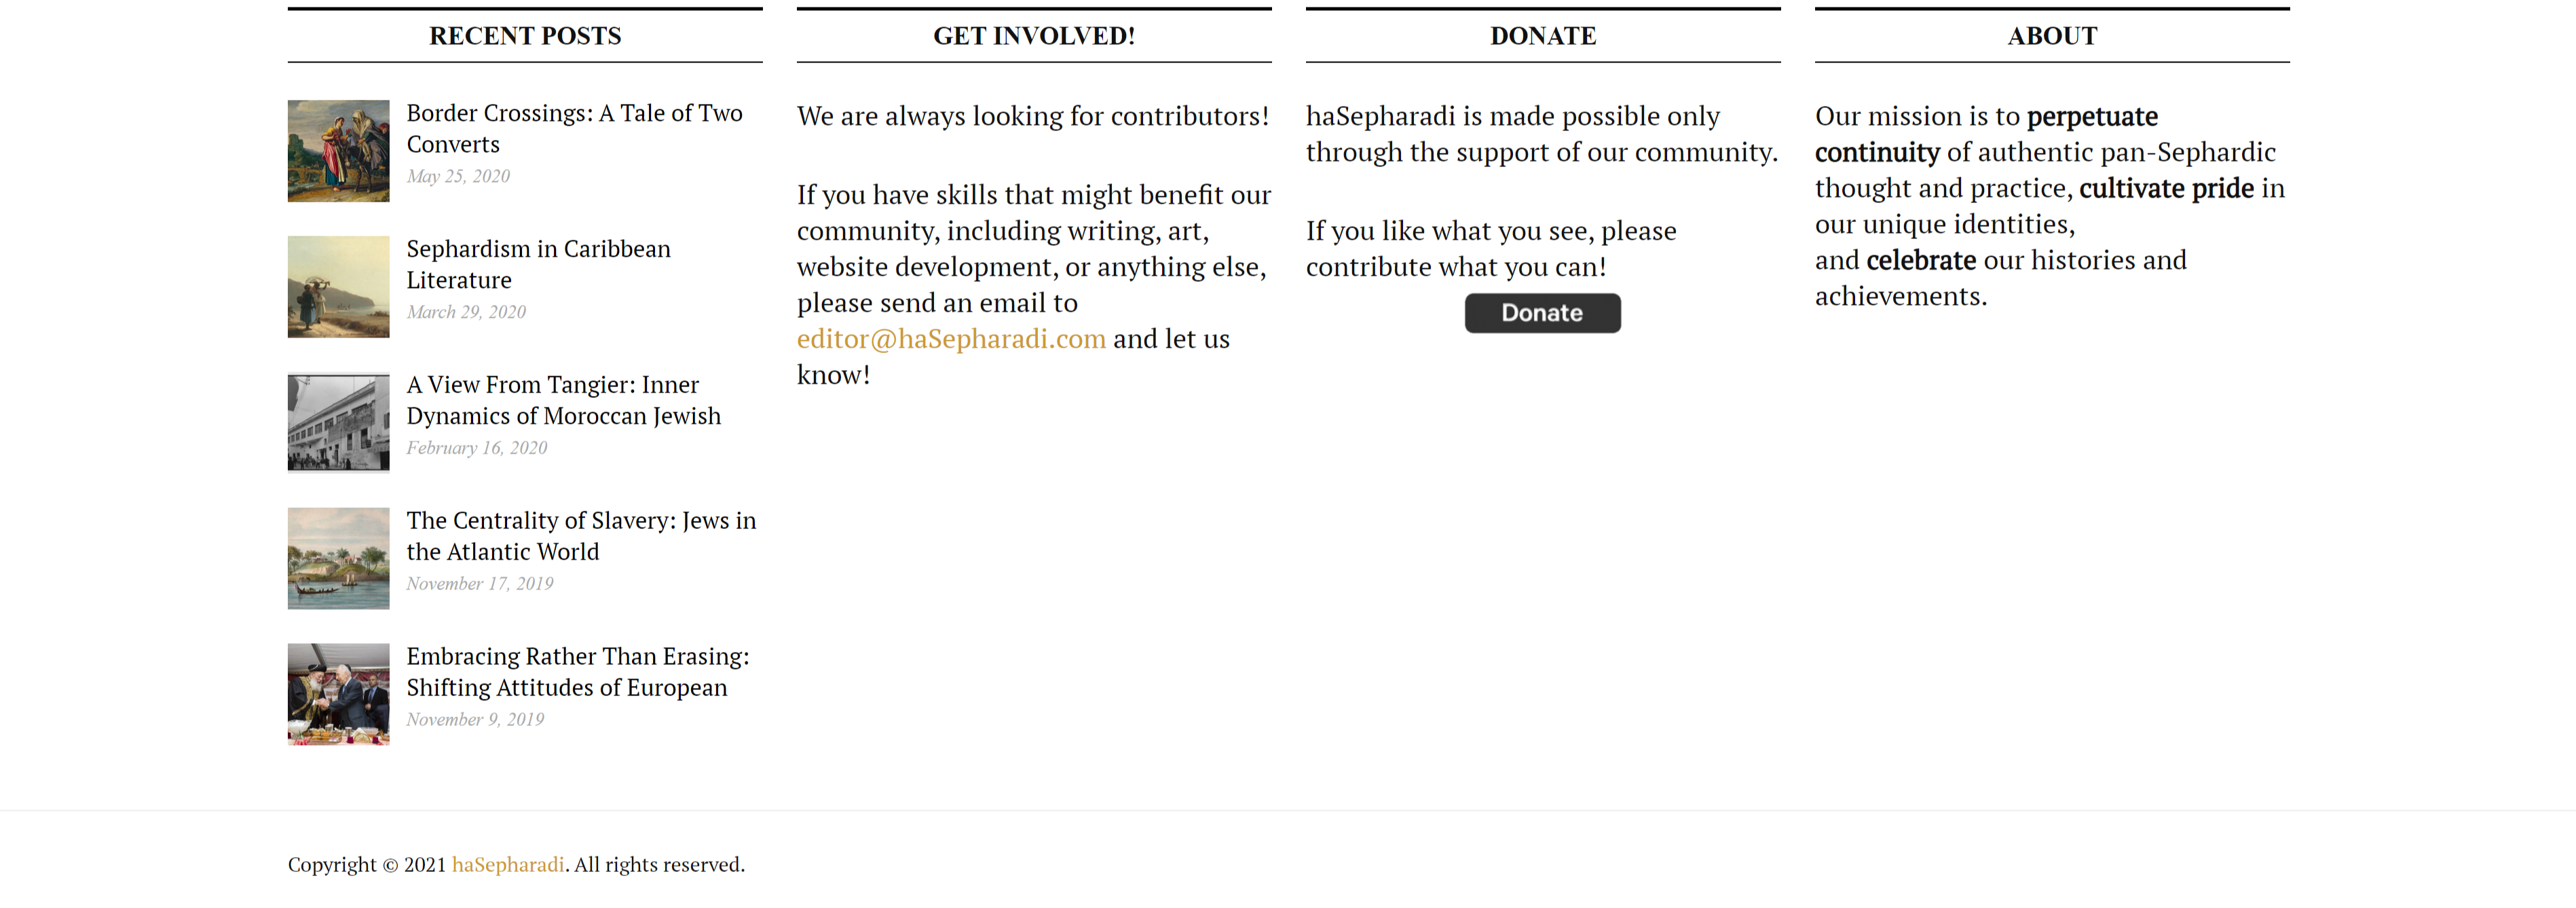 RECENT POSTS
Border Crossings: A Tale of Two
Converts
May 25, 2020
Sephardism in Caribbean
Literature
March 29, 2020
A View From Tangier: Inner
Dynamics of Moroccan Jewish
February 16, 2020
The Centrality of Slavery: Jews in
the Atlantic World
November 17, 2019
Embracing Rather Than Erasing:
Shifting Attitudes of European
November 9, 2019
GET INVOLVED!
We are always looking for contributors!
If you have skills that might benefit our
community, including writing, art,
website development, or anything else,
please send an email to
editor@haSepharadi.com and let us
know!
DONATE
haSepharadi is made possible only
through the support of our community.
If you like what you see, please
contribute what you can!
Donate
ABOUT
Our mission is to perpetuate
continuity of authentic pan-Sephardic
thought and practice, cultivate pride in
our unique identities,
and celebrate our histories and
achievements.
Copyright © 2021 haSepharadi. All rights reserved.